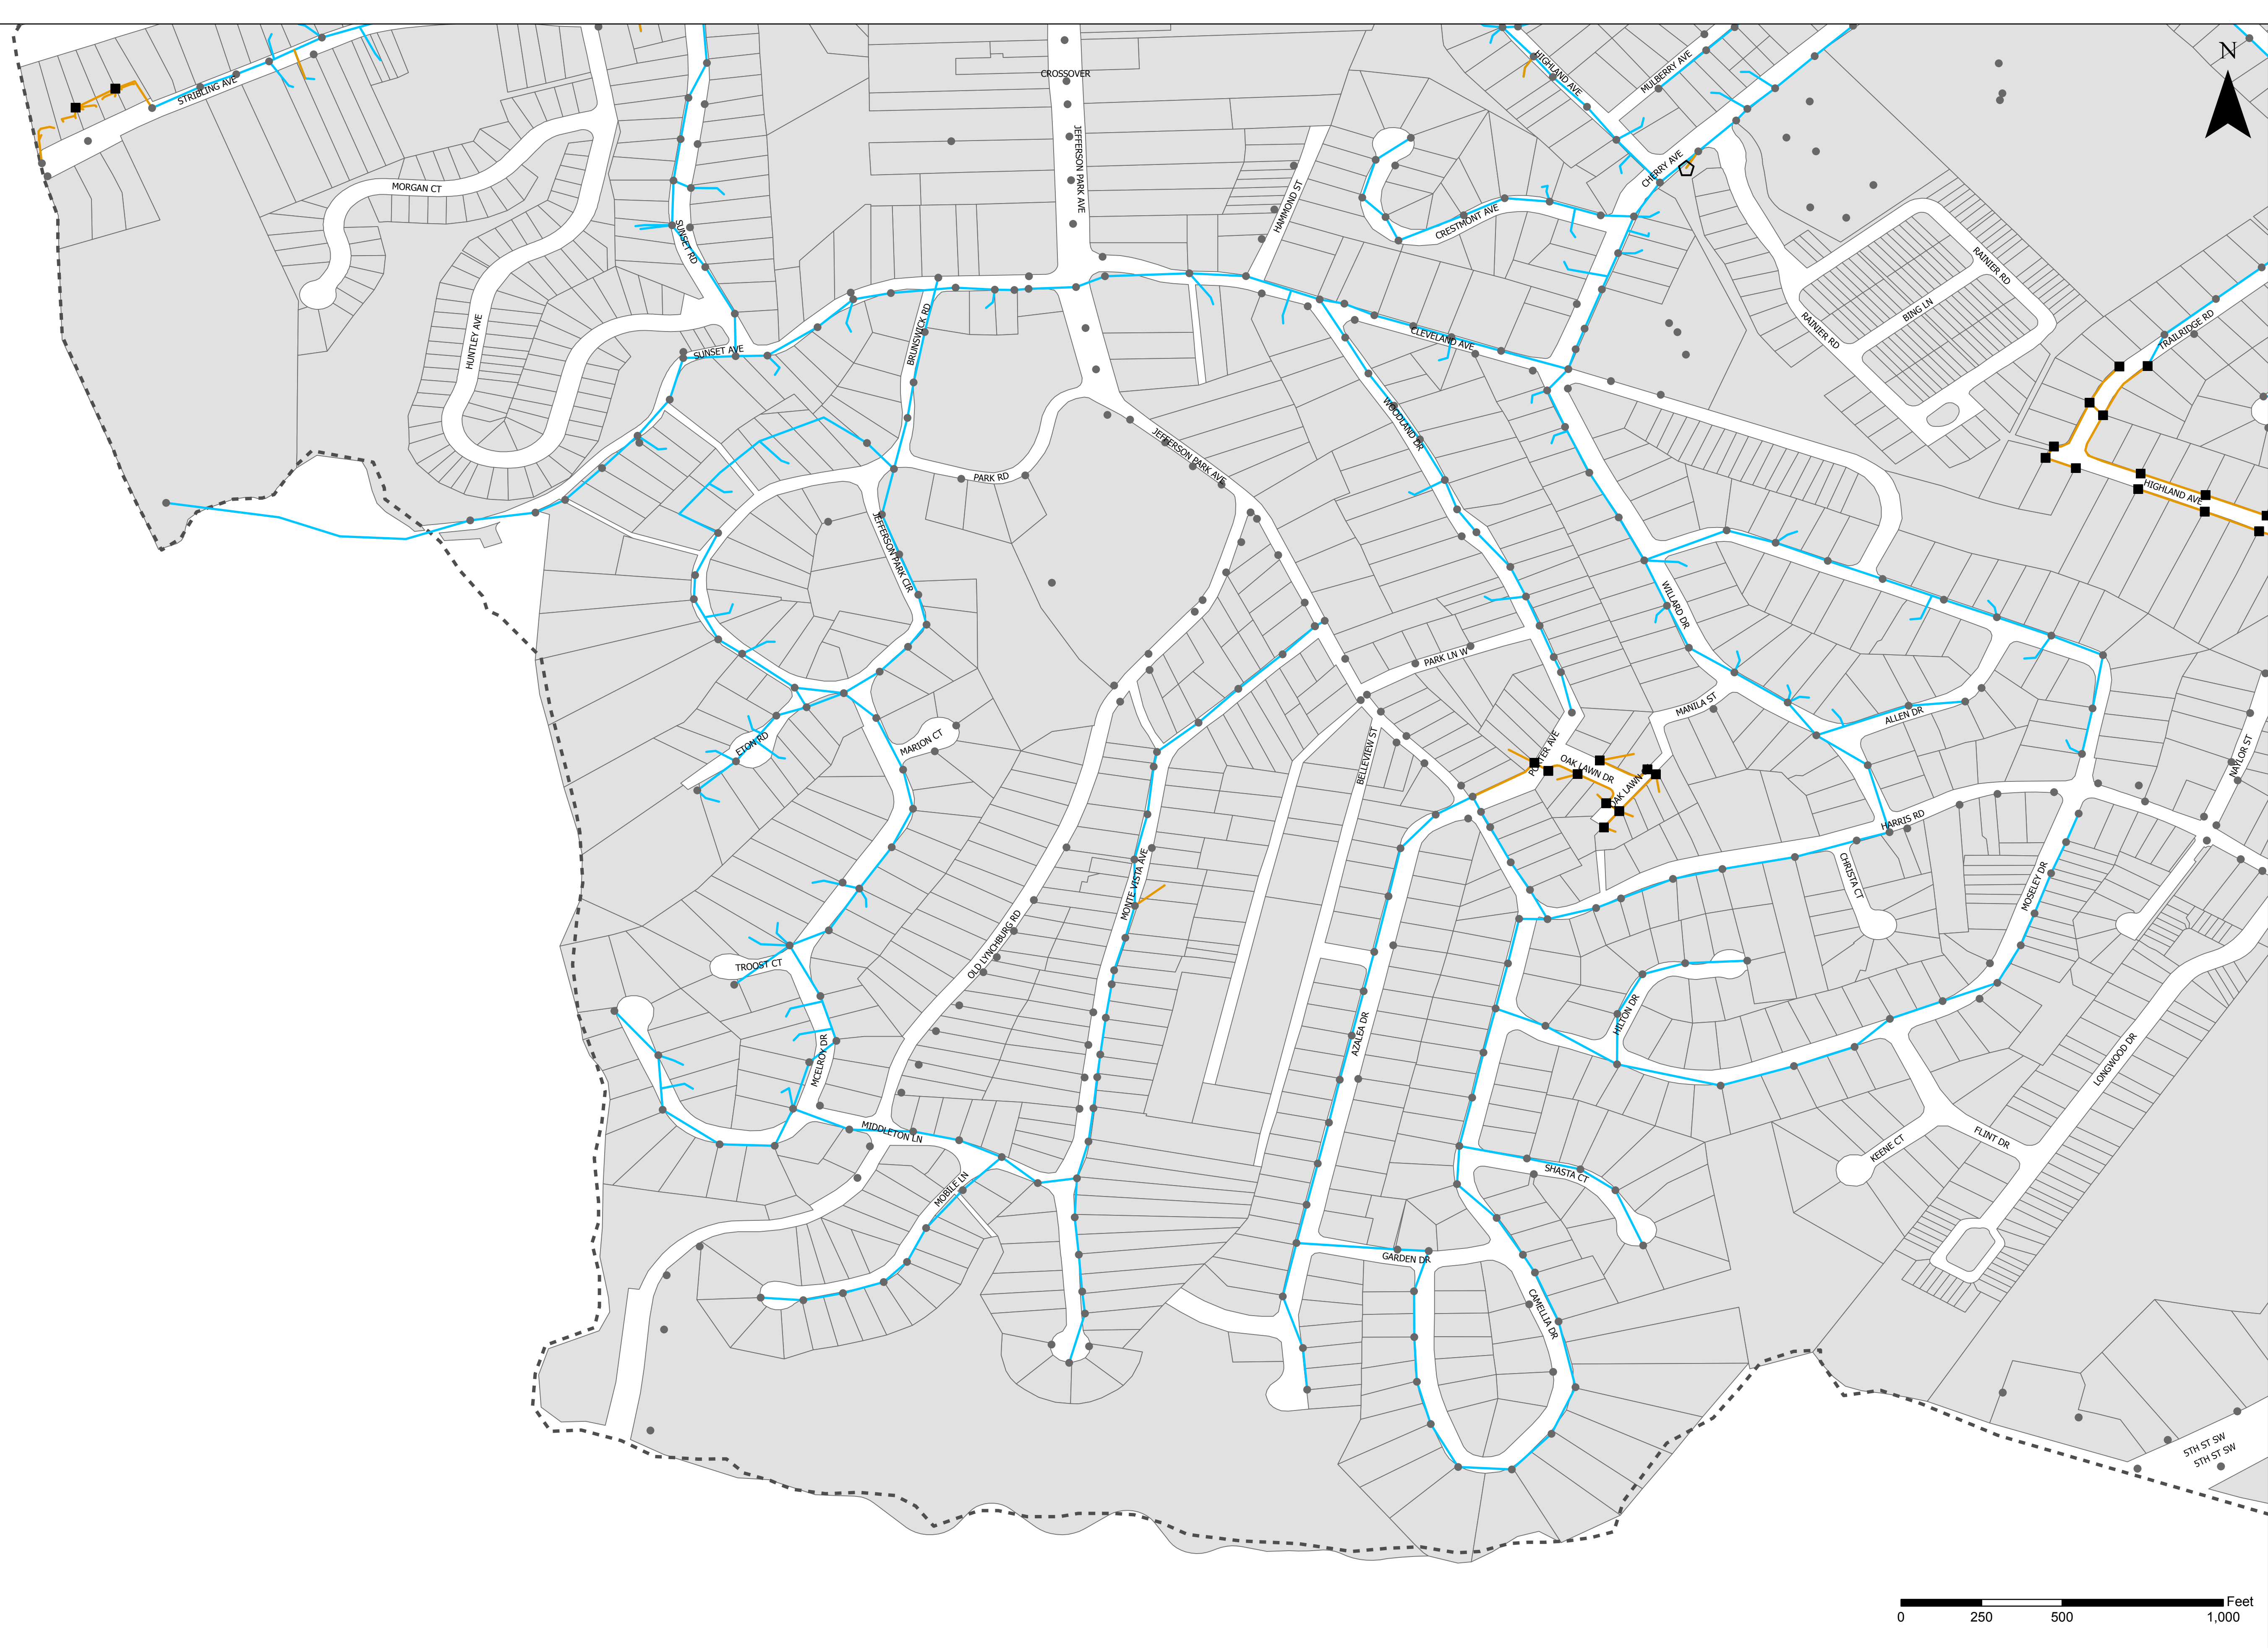 N
CROSSOVER
HIGHLAND AVE
MULBERRY AVE
STRIBLING AVE
JEFFERSON PARK AVE
CHERRY AVE
MORGAN CT
HAMMOND ST
CRESTMONT AVE
SUNSET RD
RAINIER RD
BING LN
RAINIER RD
TRAILRIDGE RD
HUNTLEY AVE
BRUNSWICK RD
SUNSET AVE
CLEVELAND AVE
WOODLAND DR
JEFFERSON PARK AVE
PARK RD
HIGHLAND AVE
JEFFERSON PARK CIR
WILLARD DR
PARK LN W
MANILA ST
ALLEN DR
MARION CT
ETON RD
BELLEVIEW ST
PORTER AVE
OAK LAWN DR
OAK LAWN
NAYLOR ST
HARRIS RD
CHRISTA CT
MOSELEY DR
MONTE VISTA AVE
OLD LYNCHBURG RD
TROOST CT
HILTON DR
AZALEA DR
MCELROY DR
LONGWOOD DR
MIDDLETON LN
FLINT DR
KEENE CT
SHASTA CT
MOBILE LN
GARDEN DR
CAMELLIA DR
5TH ST SW
5TH ST SW
Feet
0 250 500 1,000